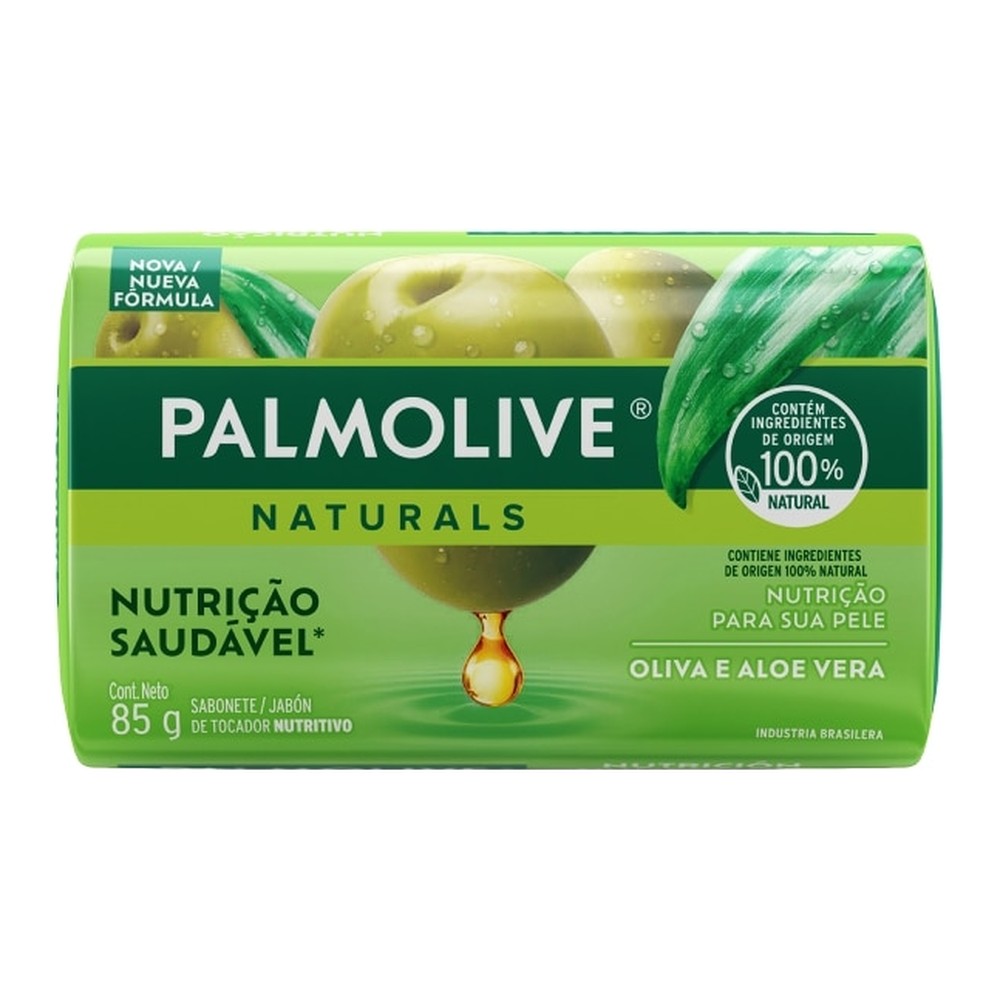 NOVA /
NUEVA
FÓRMULA
PALMOLIVE®
NATURALS
CONTÉM
INGREDIENTES
DE ORIGEM
100%
NATURAL
CONTIENE INGREDIENTES
DE ORIGEN 100% NATURAL
NUTRIÇÃO
SAUDÁVEL*
NUTRIÇÃO
PARA SUA PELE
OLIVA E ALOE VERA
Cont. Neto
85 g
SABONETE / JABÓN
DE TOCADOR NUTRITIVO
INDUSTRIA BRASILERA